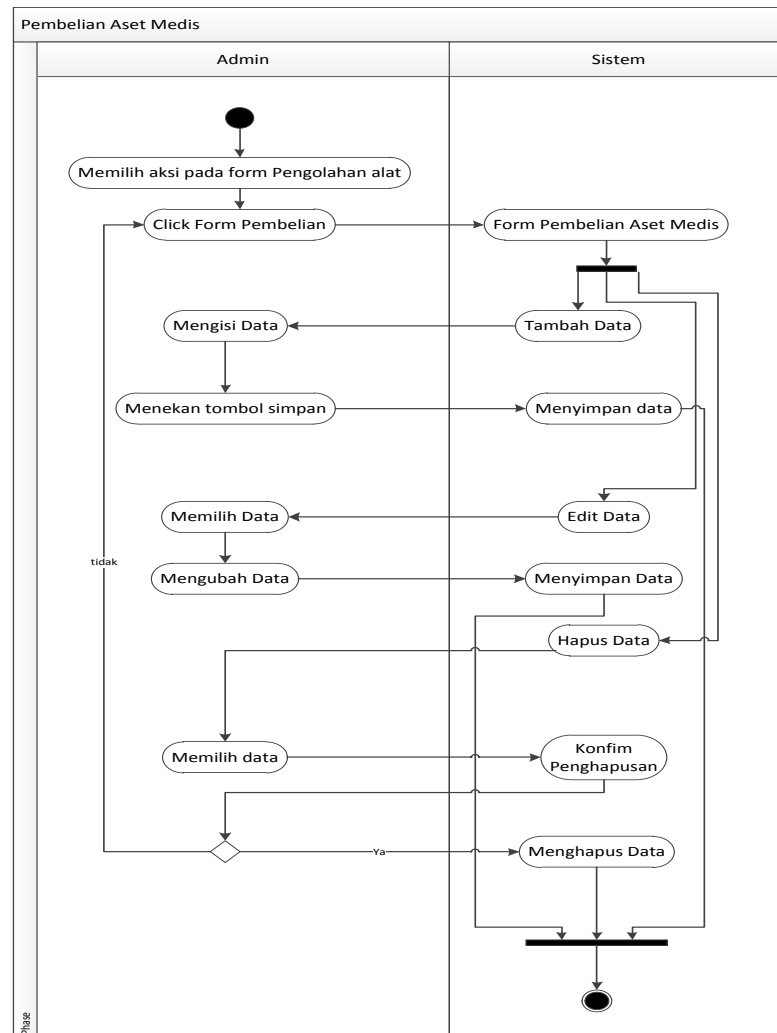 Pembelian Aset Medis
Admin
Sistem
Memilih aksi pada form Pengolahan alat
Click Form Pembelian
Form Pembelian Aset Medis
Mengisi Data
Tambah Data
Menekan tombol simpan
Menyimpan data
Memilih Data
Edit Data
tidak
Mengubah Data
Menyimpan Data
Hapus Data
Memilih data
Konfim
Penghapusan
Ya
Menghapus Data
Phase